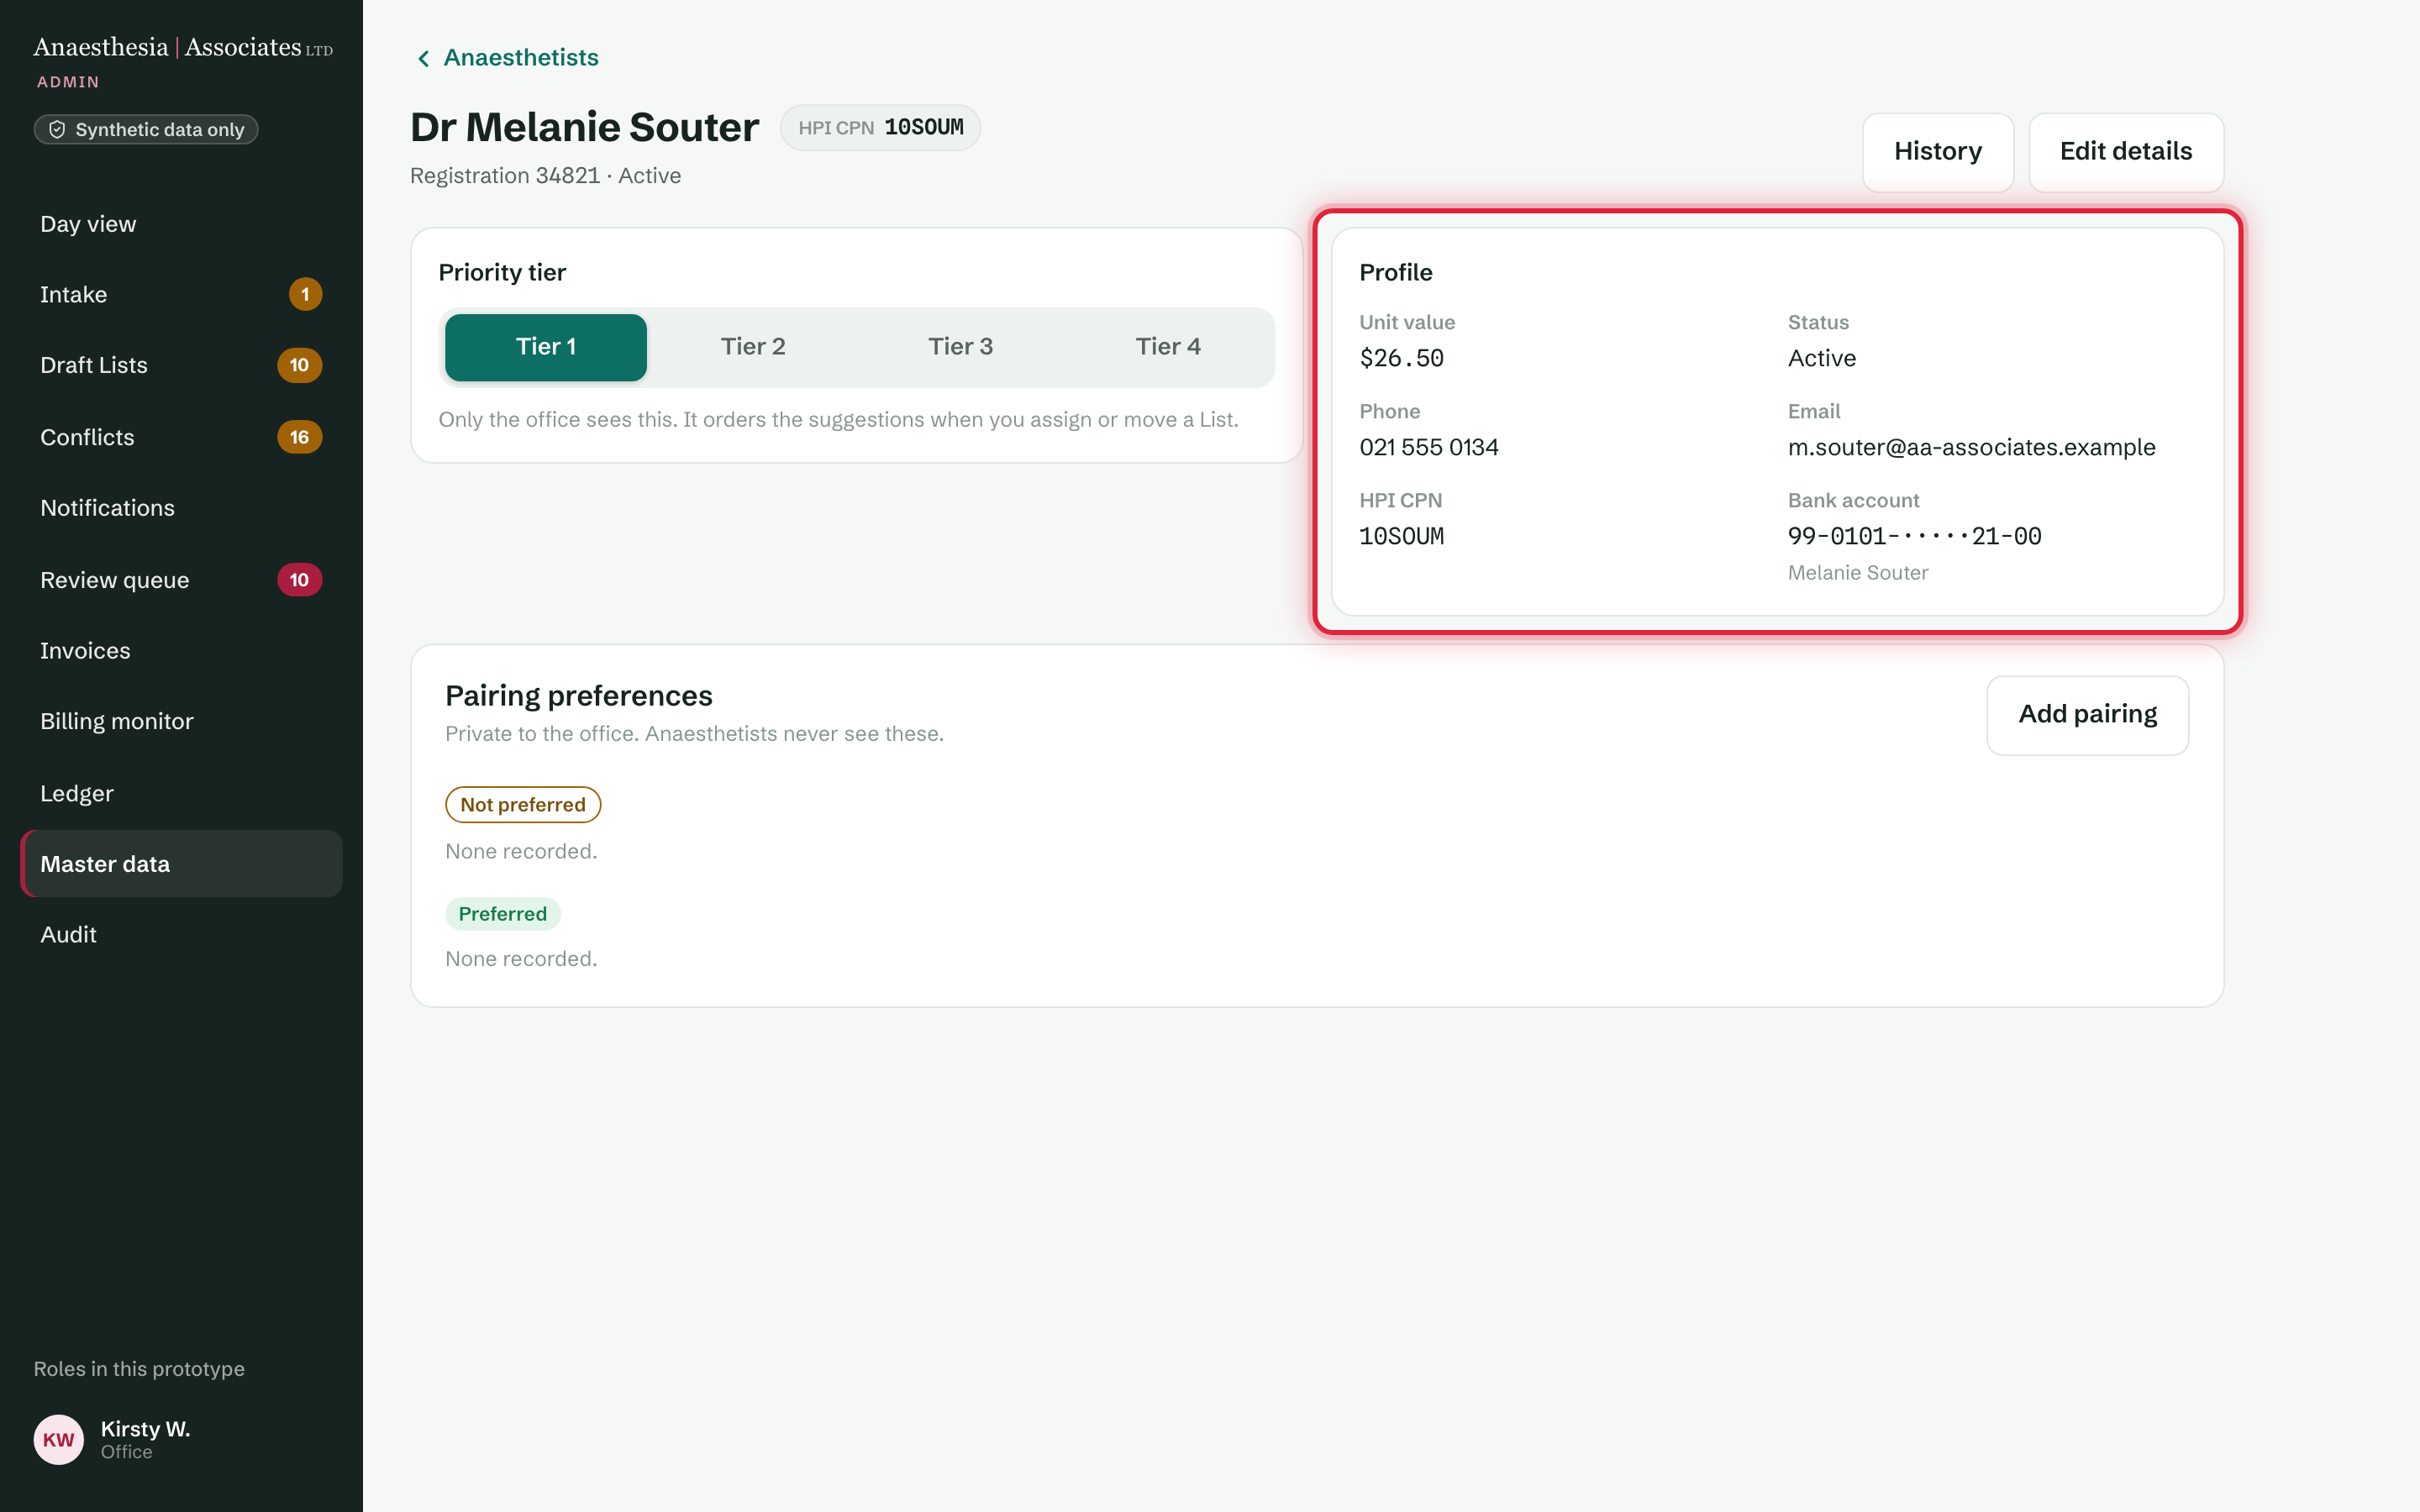 Anaesthesia | Associates LTD
ADMIN
Synthetic data only
Day view
Intake 1
Draft Lists 10
Conflicts 16
Notifications
Review queue 10
Invoices
Billing monitor
Ledger
Master data
Audit
Roles in this prototype
KW
Kirsty W.
Office
Anaesthetists
Dr Melanie Souter HPI CPN 10SOUM
Registration 34821 · Active
History
Edit details
Priority tier
Tier 1 Tier 2 Tier 3 Tier 4
Only the office sees this. It orders the suggestions when you assign or move a List.
Profile
Unit value
$26.50
Status
Active
Phone
021 555 0134
Email
m.souter@aa-associates.example
HPI CPN
10SOUM
Bank account
99-0101-·····21-00
Melanie Souter
Pairing preferences
Private to the office. Anaesthetists never see these.
Add pairing
Not preferred
None recorded.
Preferred
None recorded.